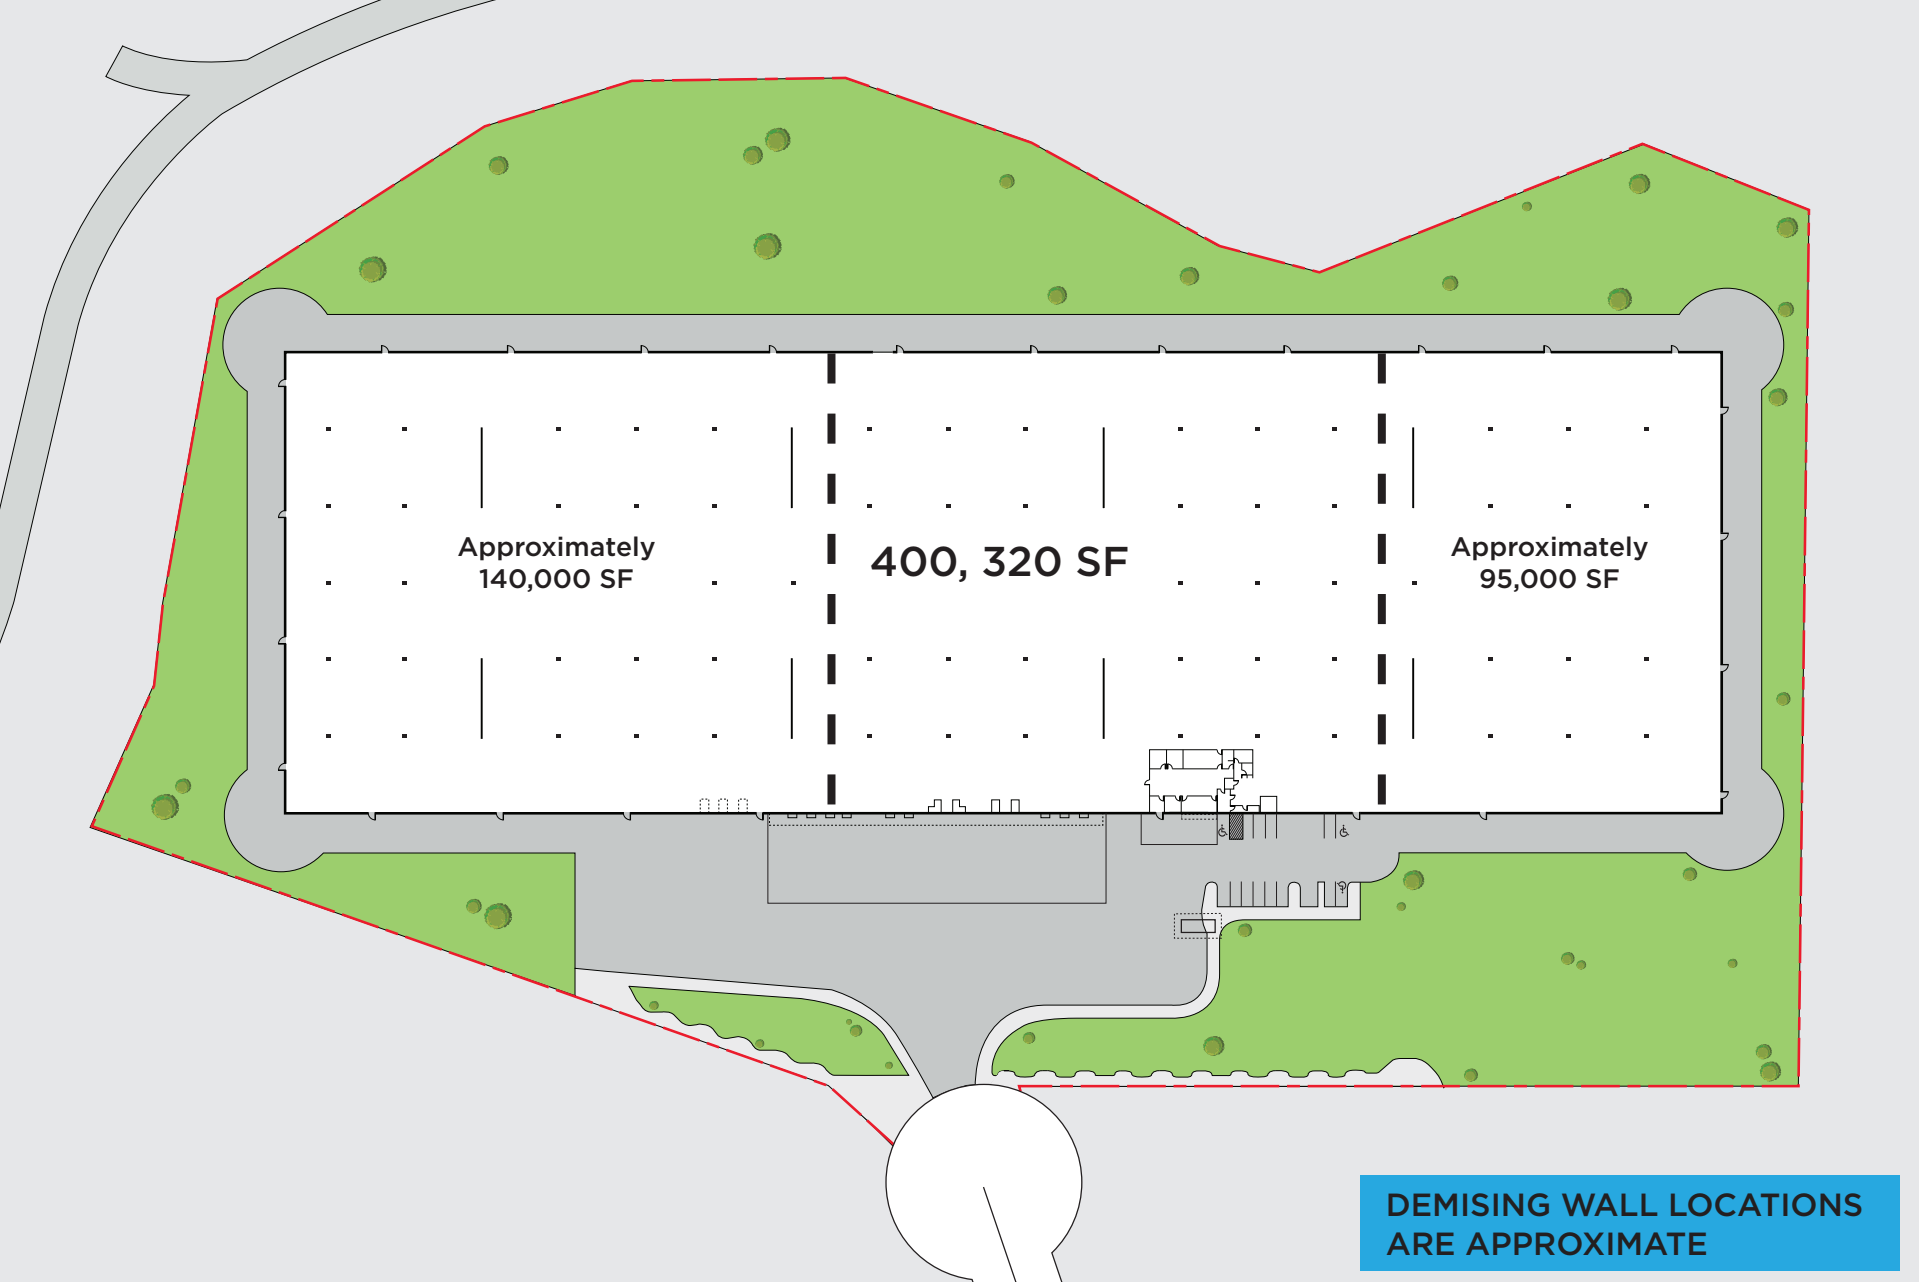 Approximately
140,000 SF
400, 320 SF
Approximately
95,000 SF
DEMISING WALL LOCATIONS
ARE APPROXIMATE